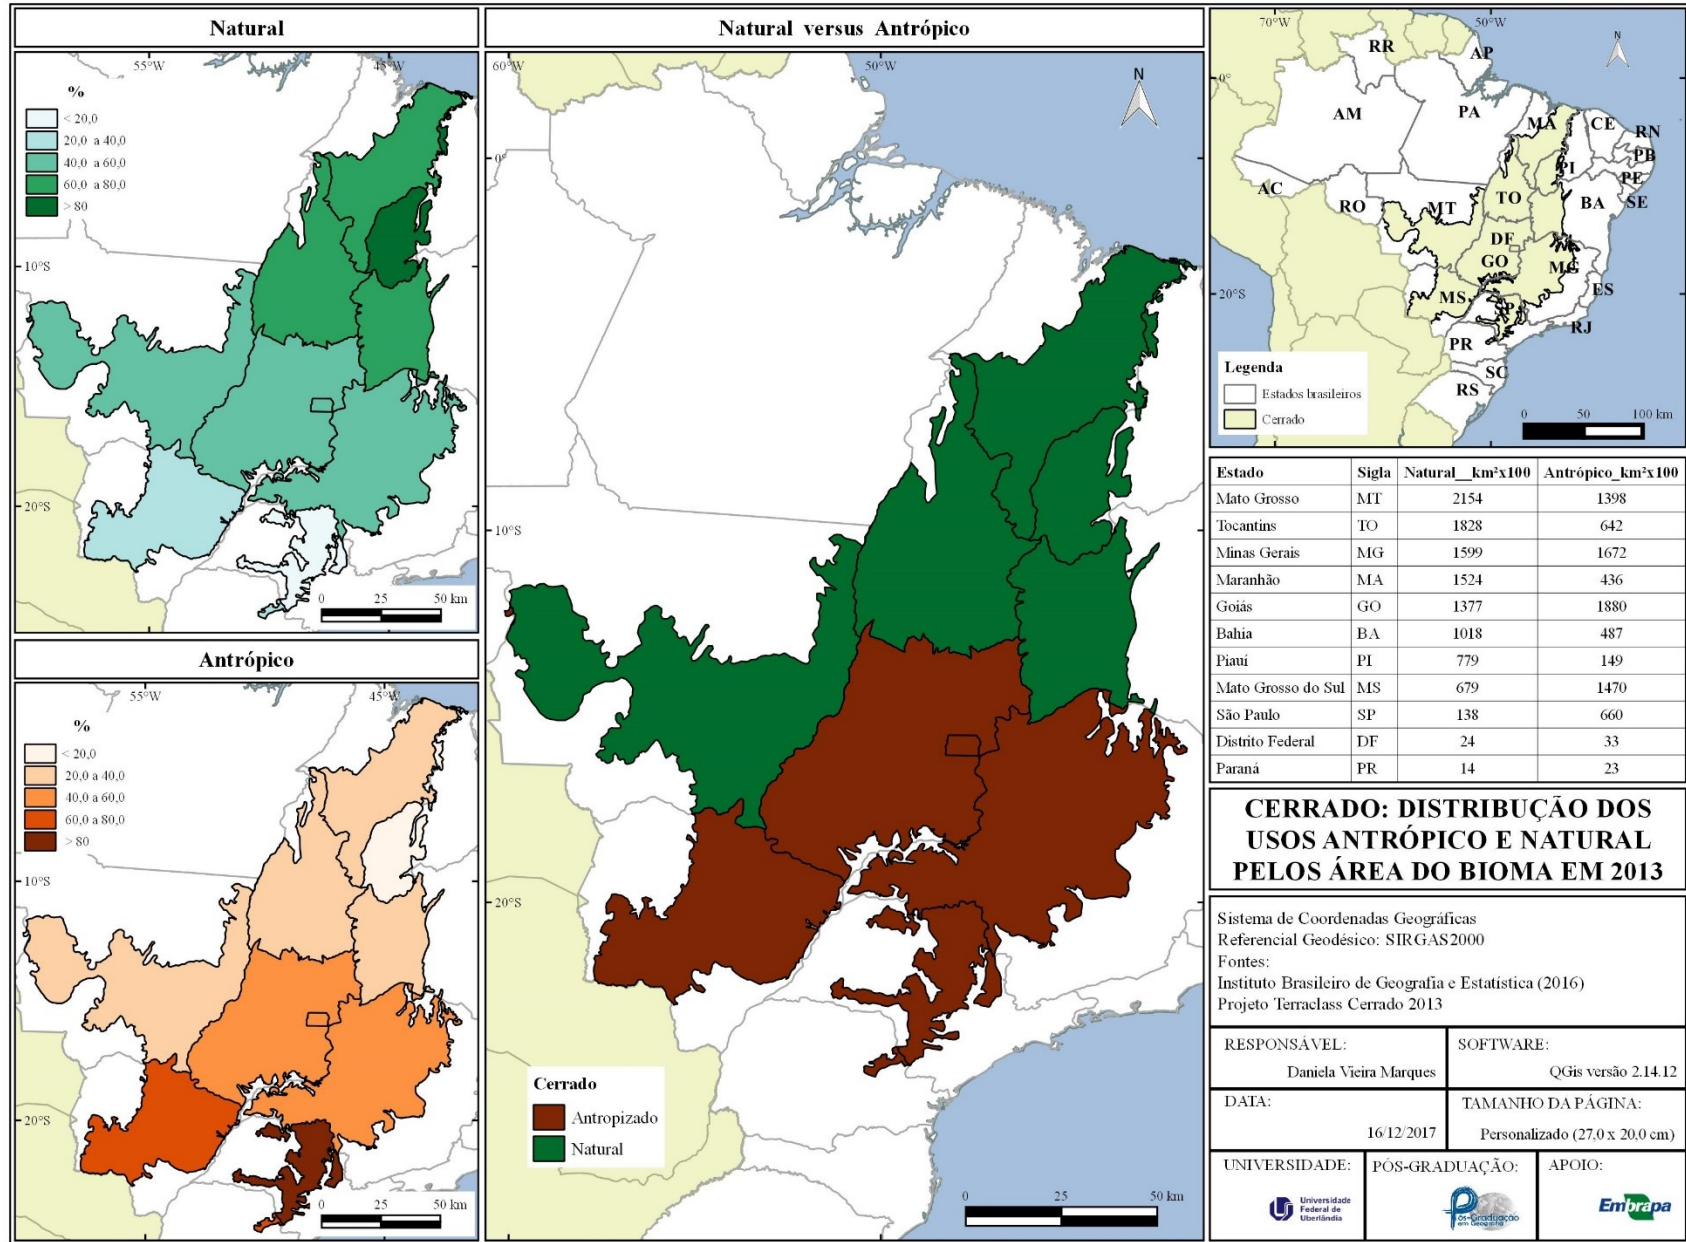 Natural
55°W
45°W
%
< 20,0
20,0 a 40,0
40,0 a 60,0
60,0 a 80,0
> 80
10°S
20°S
0 25 50 km
Antrópico
55°W
45°W
%
< 20,0
20,0 a 40,0
40,0 a 60,0
60,0 a 80,0
> 80
10°S
20°S
0 25 50 km
Natural versus Antrópico
60°W
50°W
N
0°
10°S
20°S
Cerrado
Antropizado
Natural
0 25 50 km
70°W
50°W
N
0°
20°S
RR
AP
AM
PA
MA
CE
RN
PB
PI
PE
AC
RO
MT
TO
BA
SE
DF
GO
MG
MS
ES
SP
RJ
PR
SC
RS
Legenda
Estados brasileiros
Cerrado
0 50 100 km
Estado Sigla Natural__km²x100 Antrópico_km²x100
Mato Grosso MT 2154 1398
Tocantins TO 1828 642
Minas Gerais MG 1599 1672
Maranhão MA 1524 436
Goiás GO 1377 1880
Bahia BA 1018 487
Piauí PI 779 149
Mato Grosso do Sul MS 679 1470
São Paulo SP 138 660
Distrito Federal DF 24 33
Paraná PR 14 23
CERRADO: DISTRIBUÇÃO DOS
USOS ANTRÓPICO E NATURAL
PELOS ÁREA DO BIOMA EM 2013
Sistema de Coordenadas Geográficas
Referencial Geodésico: SIRGAS2000
Fontes:
Instituto Brasileiro de Geografia e Estatística (2016)
Projeto Terraclass Cerrado 2013
RESPONSÁVEL:
Daniela Vieira Marques
SOFTWARE:
QGis versão 2.14.12
DATA:
16/12/2017
TAMANHO DA PÁGINA:
Personalizado (27,0 x 20,0 cm)
UNIVERSIDADE:
Universidade
Federal de
Uberlândia
PÓS-GRADUAÇÃO:
Pós-Graduação
em Geografia
APOIO:
Embrapa